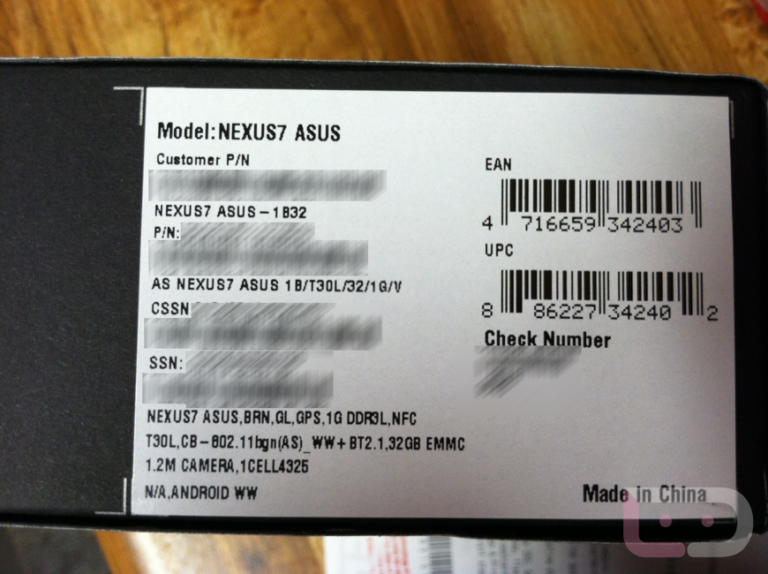 Model:NEXUS7 ASUS
Customer P/N
NEXUS7 ASUS-1B32
P/N:
AS NEXUS7 ASUS 1B/T30L/32/1G/V
CSSN
SSN:
NEXUS7 ASUS,BRN,GL,GPS,1G DDR3L,NFC
T30L,CB-802.11bgn(AS)_WW+BT2.1,32GB EMMC
1.2M CAMERA,1CELL4325
N/A,ANDROID WW
EAN
4 716659 342403
UPC
8 86227 34240 2
Check Number
Made in China